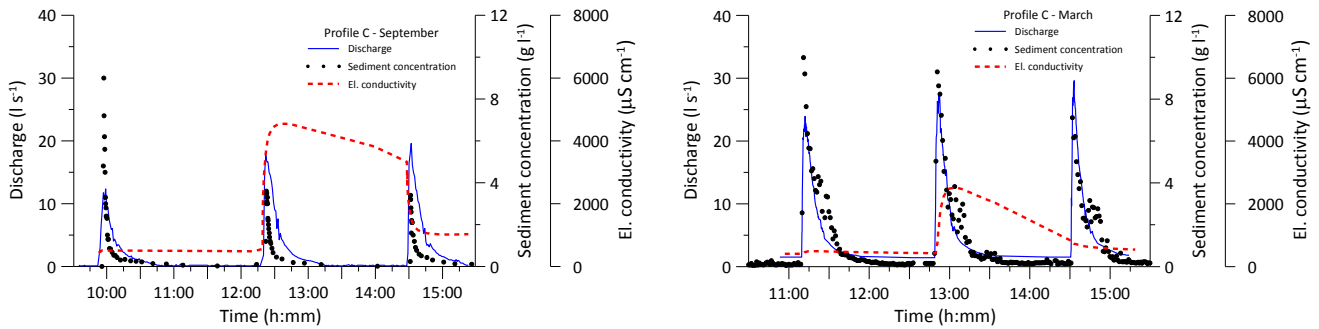 Profile C - September
Discharge
Sediment concentration
El. conductivity
Discharge (l s⁻¹)
40
30
20
10
0
12
9
6
3
0
Sediment concentration (g l⁻¹)
8000
6000
4000
2000
0
El. conductivity (µS cm⁻¹)
10:00 11:00 12:00 13:00 14:00 15:00
Time (h:mm)
Profile C - March
Discharge
Sediment concentration
El. conductivity
Discharge (l s⁻¹)
40
30
20
10
0
12
8
4
0
Sediment concentration (g l⁻¹)
8000
6000
4000
2000
0
El. conductivity (µS cm⁻¹)
11:00 12:00 13:00 14:00 15:00
Time (h:mm)